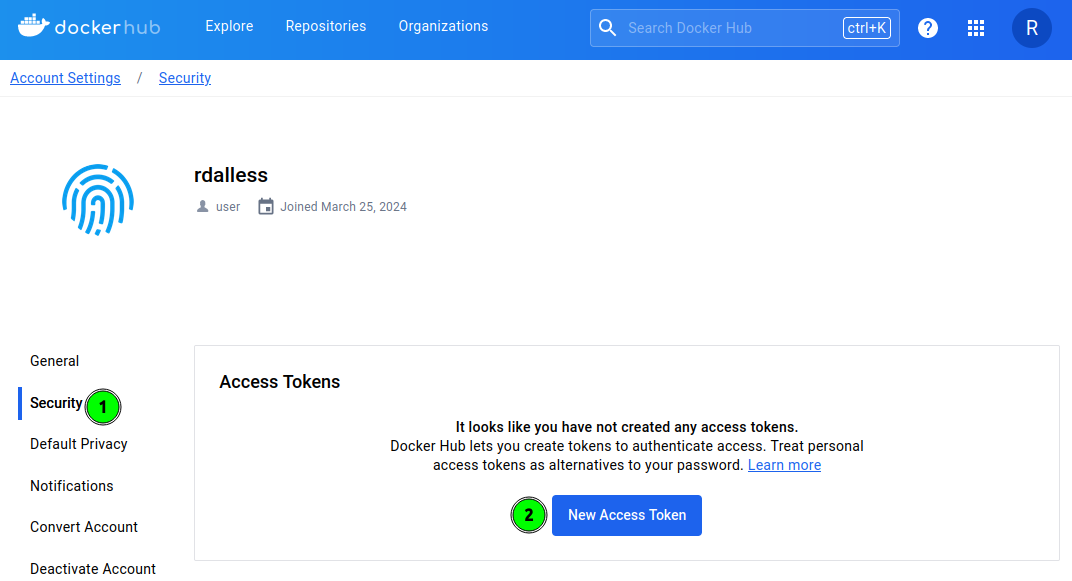 dockerhub Explore Repositories Organizations Search Docker Hub ctrl+K ? R
Account Settings / Security
rdalless
user Joined March 25, 2024
General
Security 1
Default Privacy
Notifications
Convert Account
Deactivate Account
Access Tokens
It looks like you have not created any access tokens.
Docker Hub lets you create tokens to authenticate access. Treat personal
access tokens as alternatives to your password. Learn more
2 New Access Token